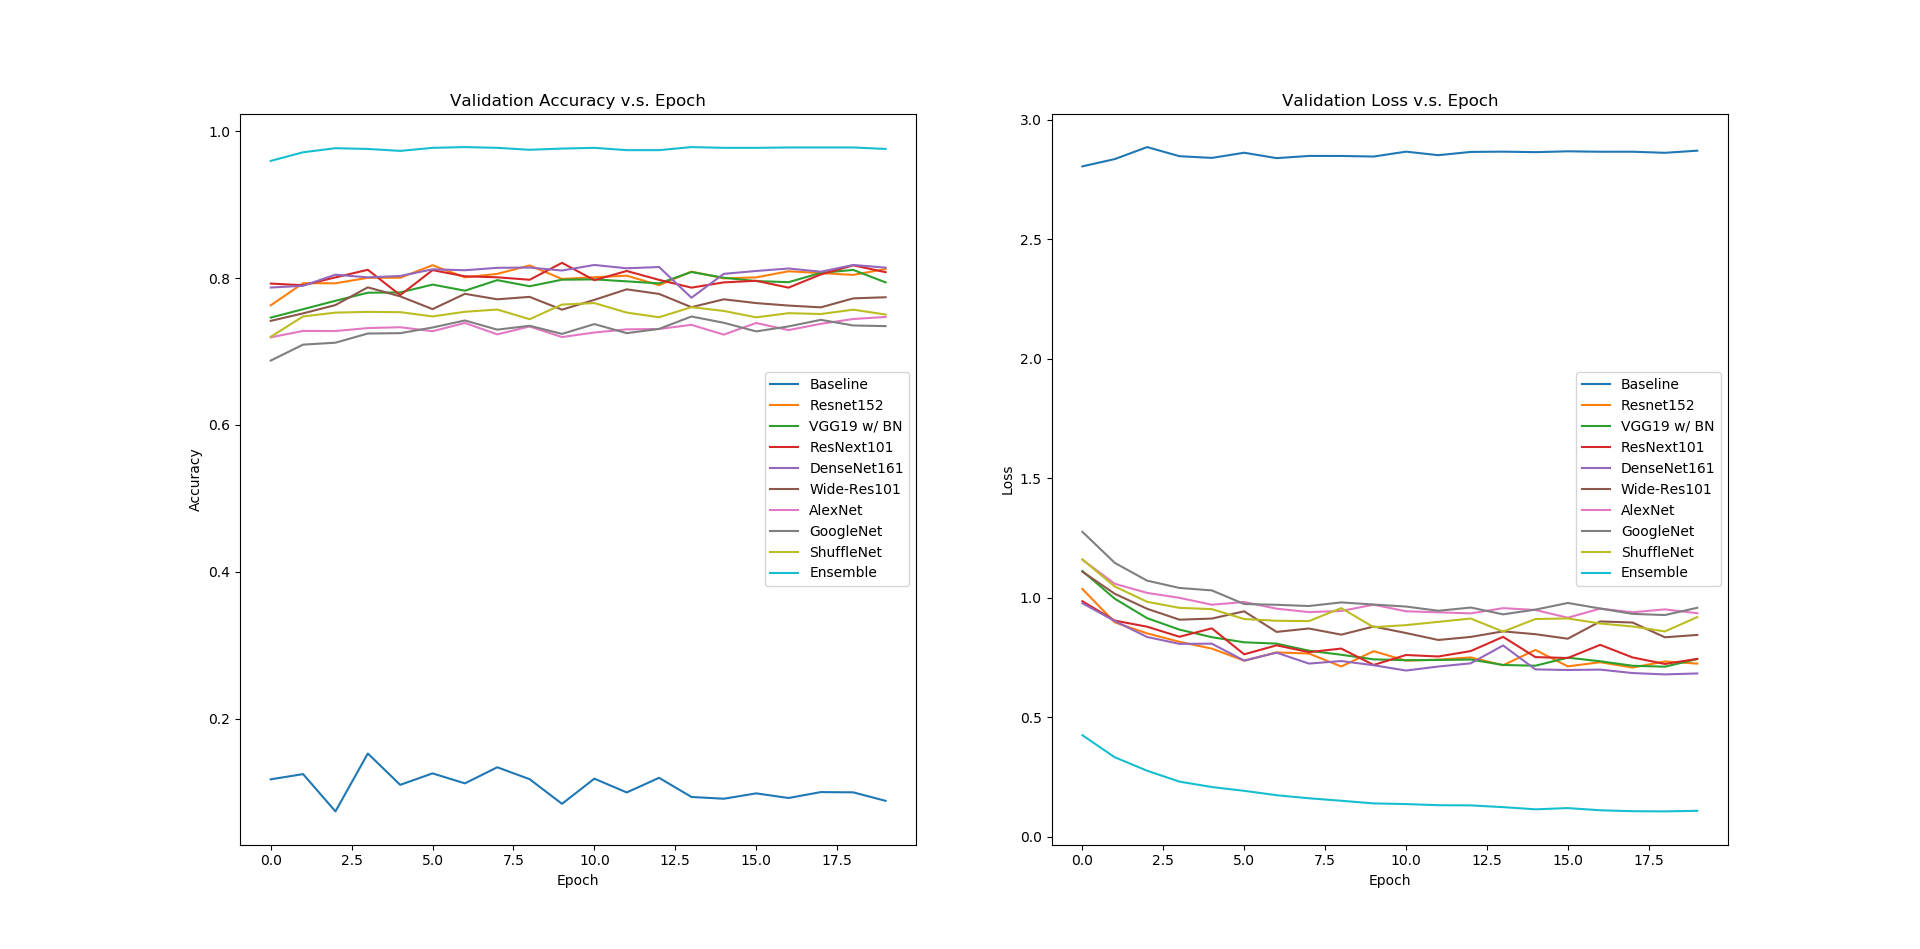 Validation Accuracy v.s. Epoch
1.0
0.8
0.6
0.4
0.2
Accuracy
0.0 2.5 5.0 7.5 10.0 12.5 15.0 17.5
Epoch
Baseline
Resnet152
VGG19 w/ BN
ResNext101
DenseNet161
Wide-Res101
AlexNet
GoogleNet
ShuffleNet
Ensemble
Validation Loss v.s. Epoch
3.0
2.5
2.0
1.5
1.0
0.5
0.0
Loss
0.0 2.5 5.0 7.5 10.0 12.5 15.0 17.5
Epoch
Baseline
Resnet152
VGG19 w/ BN
ResNext101
DenseNet161
Wide-Res101
AlexNet
GoogleNet
ShuffleNet
Ensemble